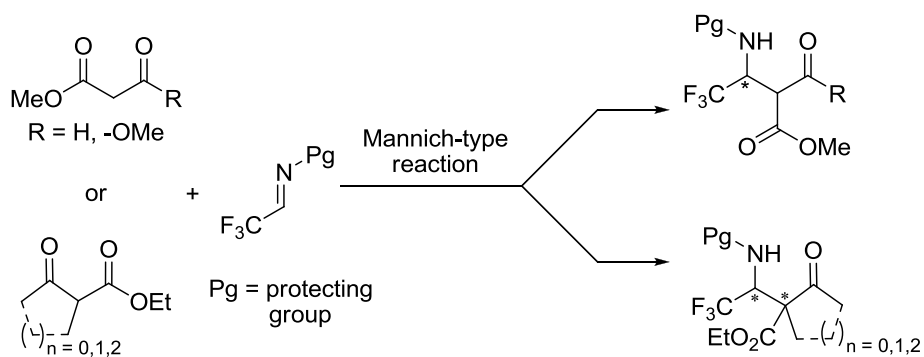 O
O
MeO
R
R = H, -OMe
or
+
N
Pg
F₃C
Pg = protecting
group
O
O
OEt
( )n = 0,1,2
Mannich-type
reaction
Pg
NH
O
F₃C
*
R
O
OMe
Pg
NH
O
F₃C
*
*
EtO₂C
( )n = 0,1,2